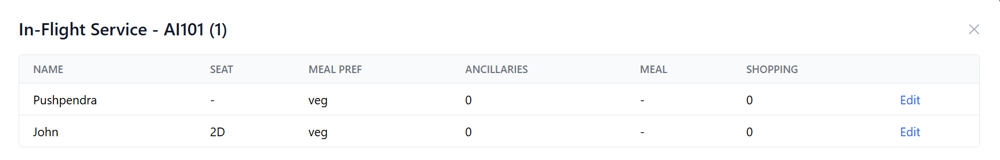 In-Flight Service - AI101 (1)
NAME SEAT MEAL PREF ANCILLARIES MEAL SHOPPING
Pushpendra - veg 0 - 0 Edit
John 2D veg 0 - 0 Edit